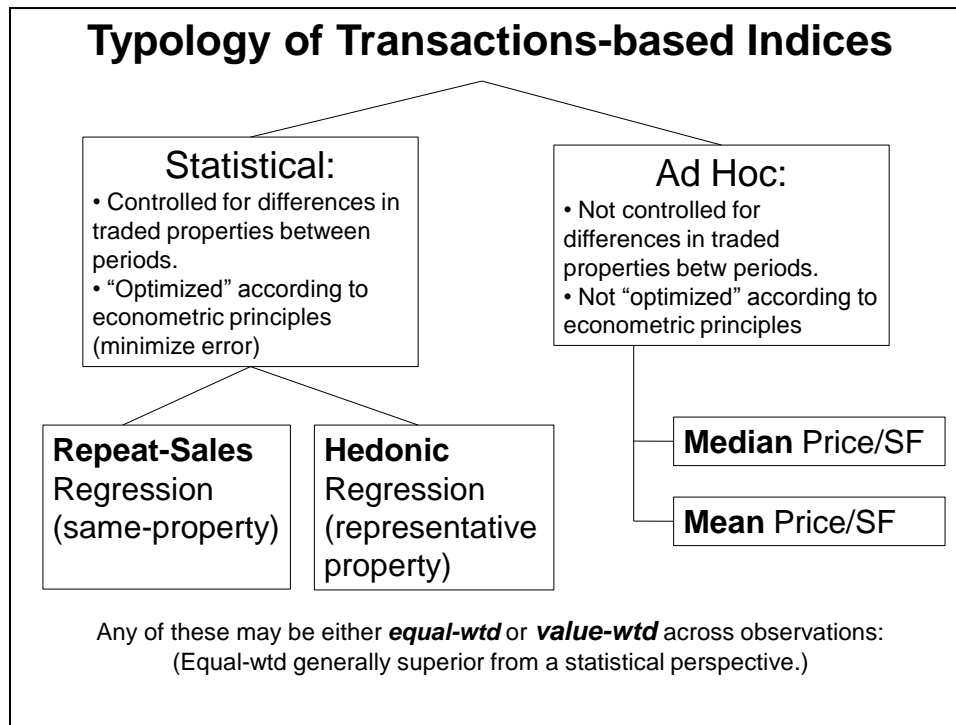 Typology of Transactions-based Indices
Statistical:
• Controlled for differences in
traded properties between
periods.
• “Optimized” according to
econometric principles
(minimize error)
Ad Hoc:
• Not controlled for
differences in traded
properties betw periods.
• Not “optimized” according to
econometric principles
Repeat-Sales
Regression
(same-property)
Hedonic
Regression
(representative
property)
Median Price/SF
Mean Price/SF
Any of these may be either equal-wtd or value-wtd across observations:
(Equal-wtd generally superior from a statistical perspective.)